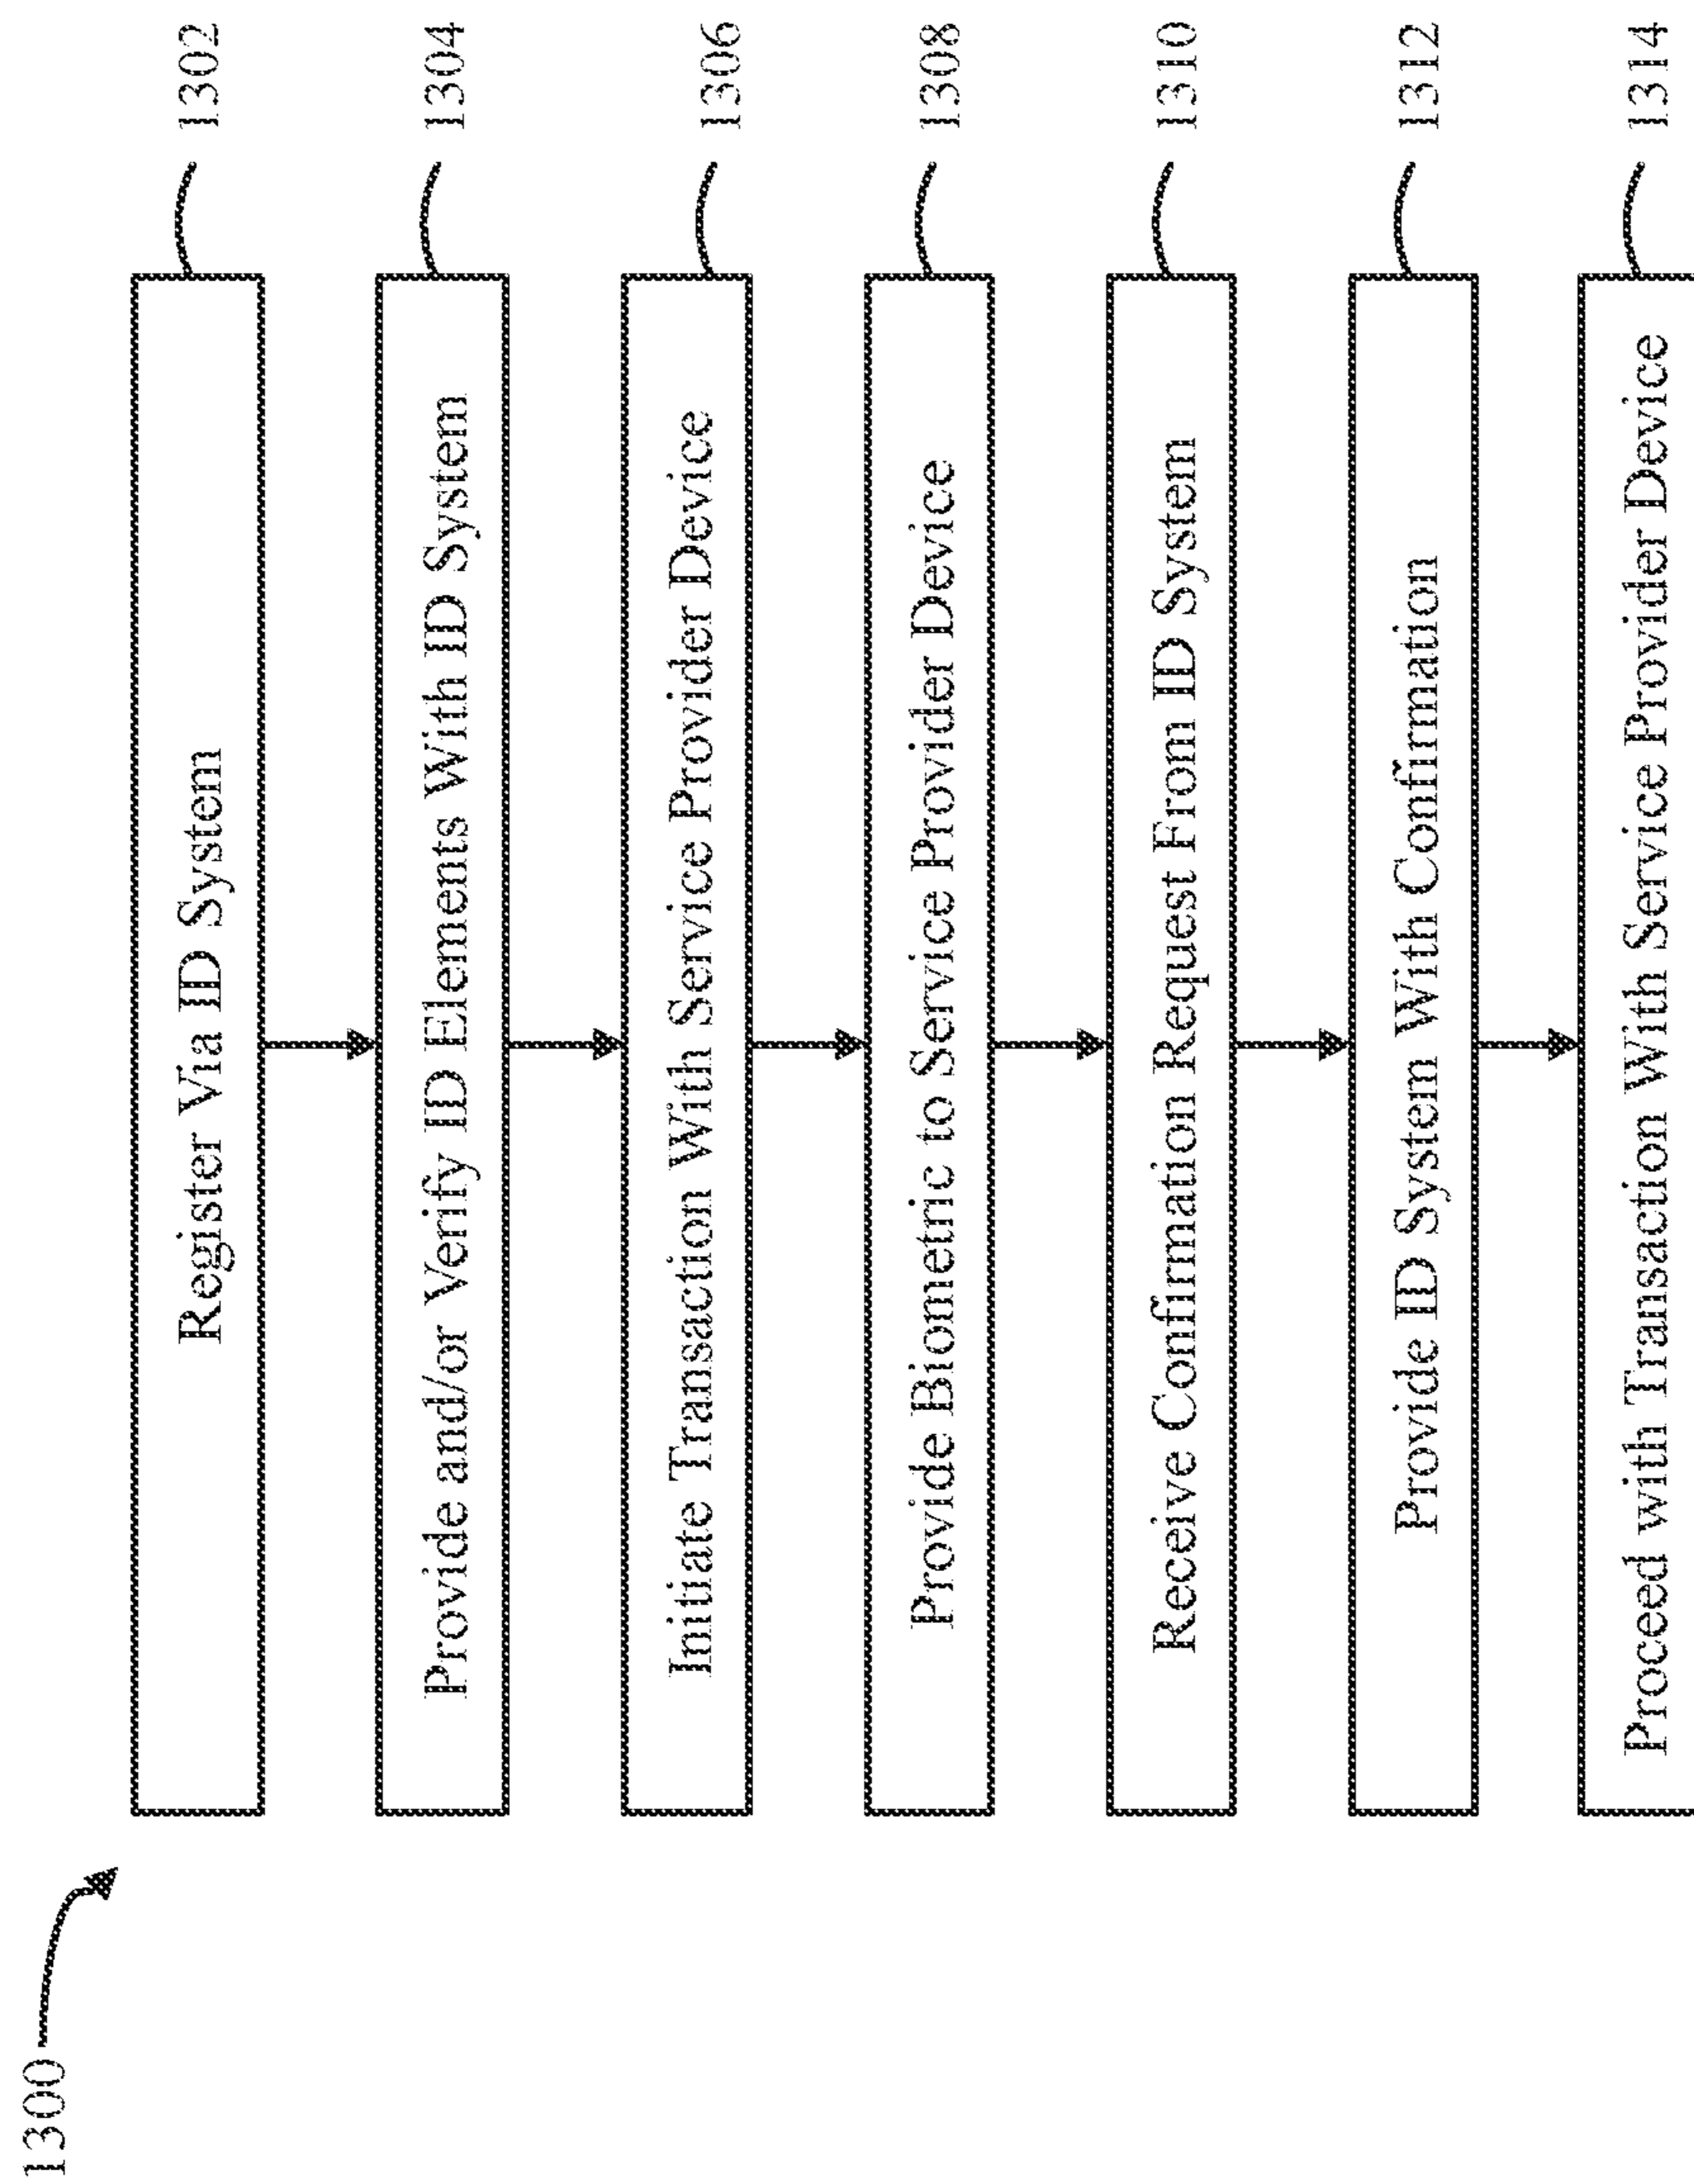 1300
Register Via ID System
1302
Provide and/or Verify ID Elements With ID System
1304
Initiate Transaction With Service Provider Device
1306
Provide Biometric to Service Provider Device
1308
Receive Confirmation Request From ID System
1310
Provide ID System With Confirmation
1312
Proceed with Transaction With Service Provider Device
1314